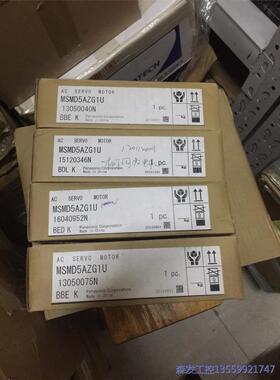 TECH
AC SERVO MOTOR
MSMD5AZG1U
13050040N
BBE K
Panasonic Corporation
Made in China
1 pc.
AC SERVO MOTOR
MSMD5AZG1U
15120346N
BDL K
Panasonic Corporation
Made in China
1 pc.
AC SERVO MOTOR
MSMD5AZG1U
16040952N
BED K
Panasonic Corporation
Made in China
1 pc.
AC SERVO MOTOR
MSMD5AZG1U
13050075N
BBE K
Panasonic Corporation
Made in China
1 pc.
森发工控13559921747